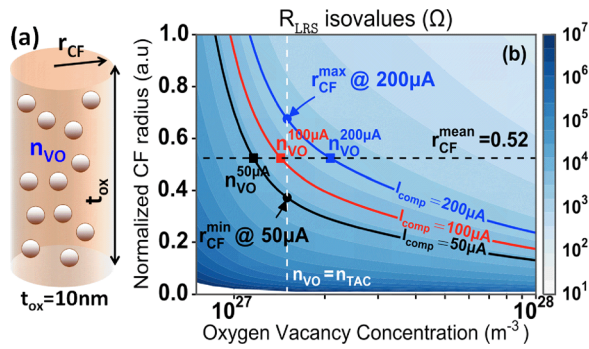 (a)
r_CF
n_VO
t_ox
t_ox=10nm
R_LRS isovalues (Ω)
(b)
Normalized CF radius (a.u)
1.0
0.8
0.6
0.4
0.2
0.0
r_CF^max @ 200µA
n_VO^100µA
n_VO^200µA
r_CF^mean=0.52
n_VO^50µA
r_CF^min @ 50µA
I_comp=200µA
I_comp=100µA
I_comp=50µA
n_VO=n_TAC
10^27
10^28
Oxygen Vacancy Concentration (m^-3)
10^7
10^6
10^5
10^4
10^3
10^2
10^1